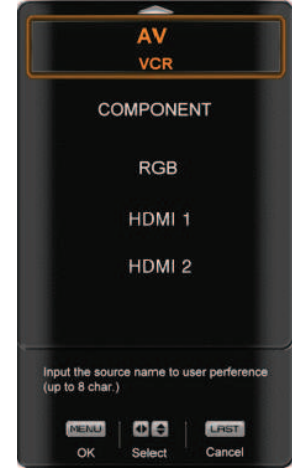 AV
VCR
COMPONENT
RGB
HDMI 1
HDMI 2
Input the source name to user perference
(up to 8 char.)
MENU LAST
OK Select Cancel